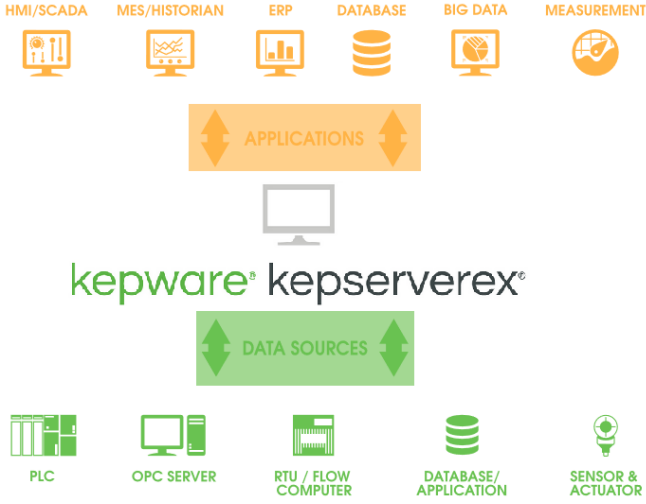 HMI/SCADA MES/HISTORIAN ERP DATABASE BIG DATA MEASUREMENT
APPLICATIONS
kepware® kepserverex®
DATA SOURCES
PLC OPC SERVER RTU / FLOW DATABASE/ SENSOR &
COMPUTER APPLICATION ACTUATOR